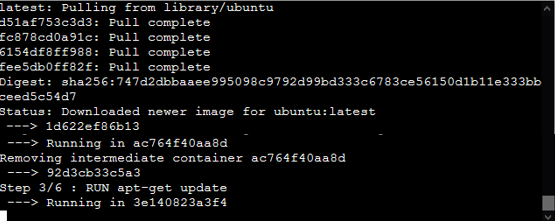 latest: Pulling from library/ubuntu
d51af753c3d3: Pull complete
fc878cd0a91c: Pull complete
6154df8ff988: Pull complete
fee5db0ff82f: Pull complete
Digest: sha256:747d2dbbaaee995098c9792d99bd333c6783ce56150d1b11e333bb
ceed5c54d7
Status: Downloaded newer image for ubuntu:latest
---> 1d622ef86b13
---> Running in ac764f40aa8d
Removing intermediate container ac764f40aa8d
---> 92d3cb33c5a3
Step 3/6 : RUN apt-get update
---> Running in 3e140823a3f4